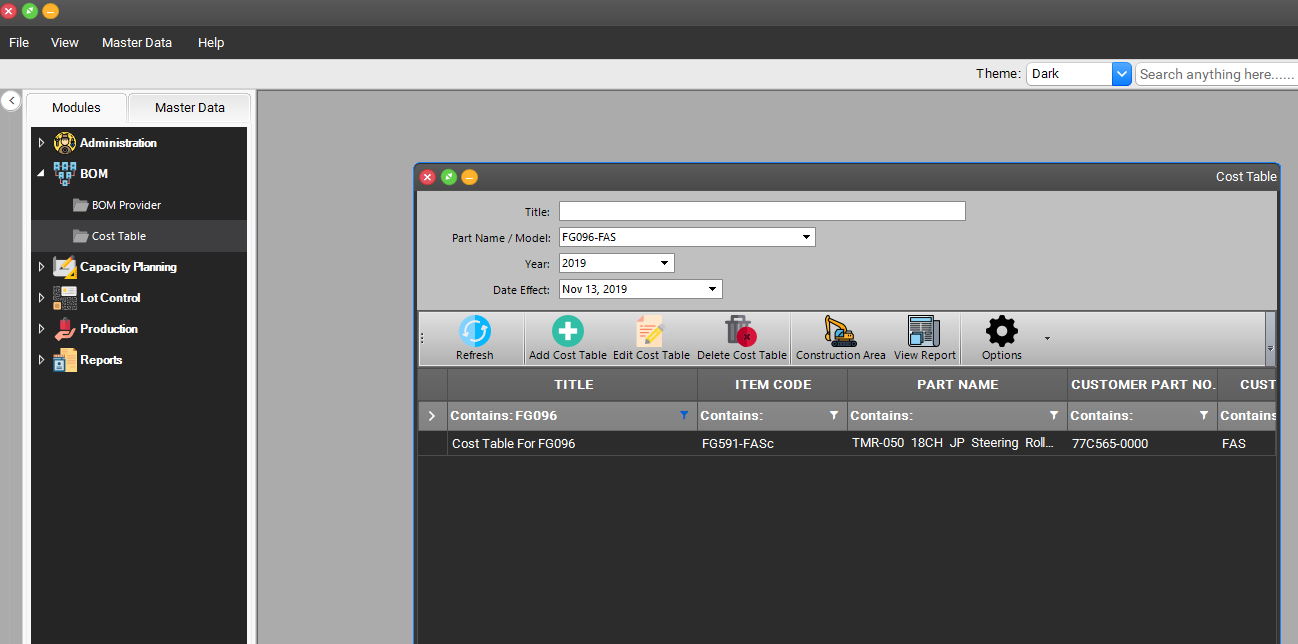 File View Master Data Help
Theme: Dark Search anything here......
Modules Master Data
Administration
BOM
BOM Provider
Cost Table
Capacity Planning
Lot Control
Production
Reports
Cost Table
Title:
Part Name / Model: FG096-FAS
Year: 2019
Date Effect: Nov 13, 2019
Refresh Add Cost Table Edit Cost Table Delete Cost Table Construction Area View Report Options
TITLE ITEM CODE PART NAME CUSTOMER PART NO. CUST
Contains: FG096 Contains: Contains: Contains: Contains
Cost Table For FG096 FG591-FASc TMR-050 18CH JP Steering Roll... 77C565-0000 FAS